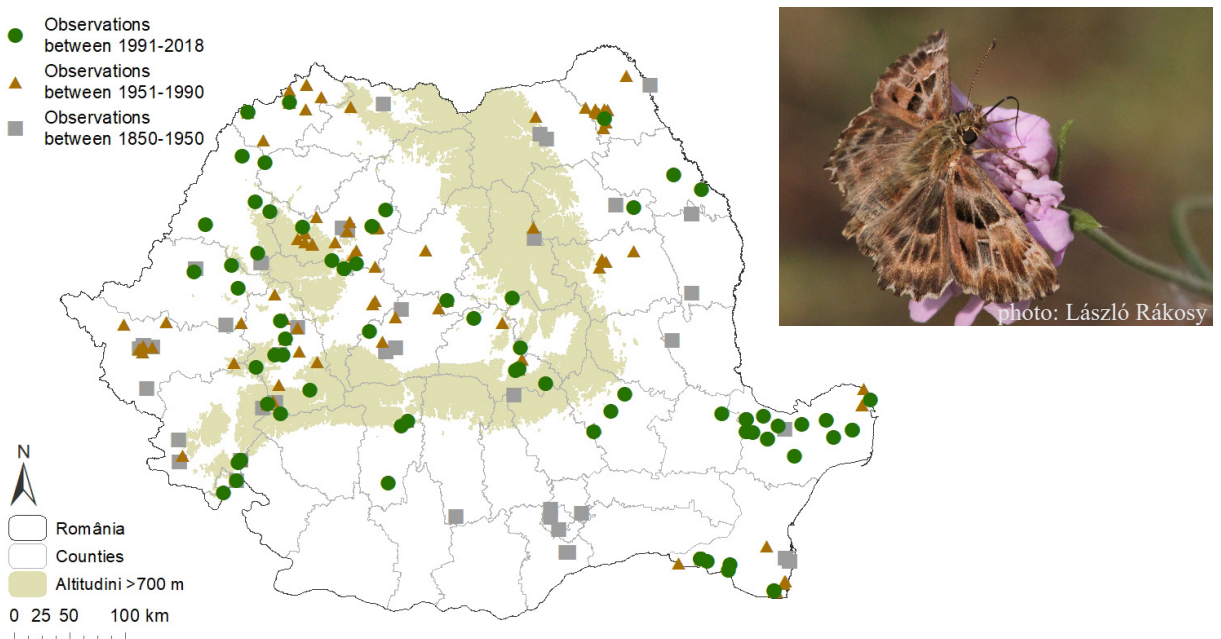 Observations
between 1991-2018
Observations
between 1951-1990
Observations
between 1850-1950
N
România
Counties
Altitudini >700 m
0 25 50 100 km
photo: László Rákosy